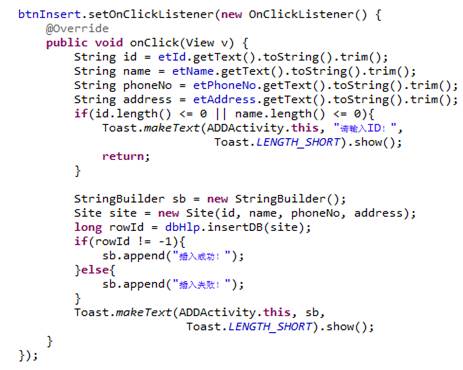 btnInsert.setOnClickListener(new OnClickListener() {
    @Override
    public void onClick(View v) {
        String id = etId.getText().toString().trim();
        String name = etName.getText().toString().trim();
        String phoneNo = etPhoneNo.getText().toString().trim();
        String address = etAddress.getText().toString().trim();
        if(id.length() <= 0 || name.length() <= 0){
            Toast.makeText(ADDActivity.this, "请输入ID!",
                            Toast.LENGTH_SHORT).show();
            return;
        }

        StringBuilder sb = new StringBuilder();
        Site site = new Site(id, name, phoneNo, address);
        long rowId = dbHlp.insertDB(site);
        if(rowId != -1){
            sb.append("插入成功!");
        }else{
            sb.append("插入失败!");
        }
        Toast.makeText(ADDActivity.this, sb,
                        Toast.LENGTH_SHORT).show();
    }
});